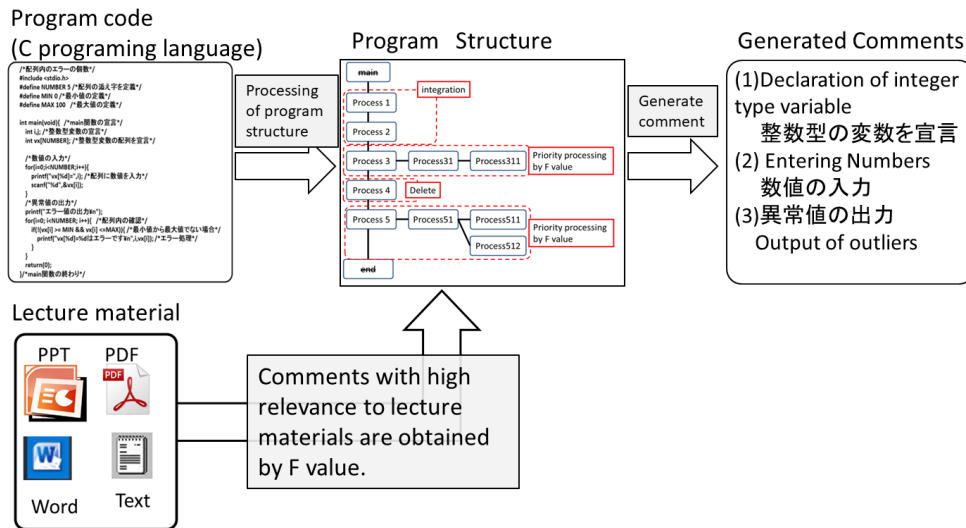 Program code
(C programing language)
/*配列内のエラーの個数*/
#include <stdio.h>
#define NUMBER 5 /*配列の添え字を定義*/
#define MIN 0 /*最小値の定義*/
#define MAX 100 /*最大値の定義*/
int main(void){ /*main関数の宣言*/
int i,j; /*整数型変数の宣言*/
int vx[NUMBER]; /*整数型変数の配列を宣言*/
/*数値の入力*/
for(i=0;i<NUMBER;i++){
printf("vx[%d]=",i); /*配列に数値を入力*/
scanf("%d",&vx[i]);
}
/*異常値の出力*/
printf("エラー値の出力¥n");
for(i=0; i<NUMBER; i++){ /*配列内の確認*/
if(!(vx[i] >= MIN && vx[i] <=MAX)){ /*最小値から最大値でない場合*/
printf("vx[%d]=%dはエラーです¥n",i,vx[i]); /*エラー処理*/
}
}
return(0);
}/*main関数の終わり*/
Processing
of program
structure
Program Structure
main
integration
Process 1
Process 2
Process 3
Process31
Process311
Priority processing
by F value
Process 4
Delete
Process 5
Process51
Process511
Priority processing
by F value
Process512
end
Generate
comment
Generated Comments
(1)Declaration of integer
type variable
整数型の変数を宣言
(2) Entering Numbers
数値の入力
(3)異常値の出力
Output of outliers
Lecture material
PPT
PDF
PDF
W
Word
Text
Comments with high
relevance to lecture
materials are obtained
by F value.